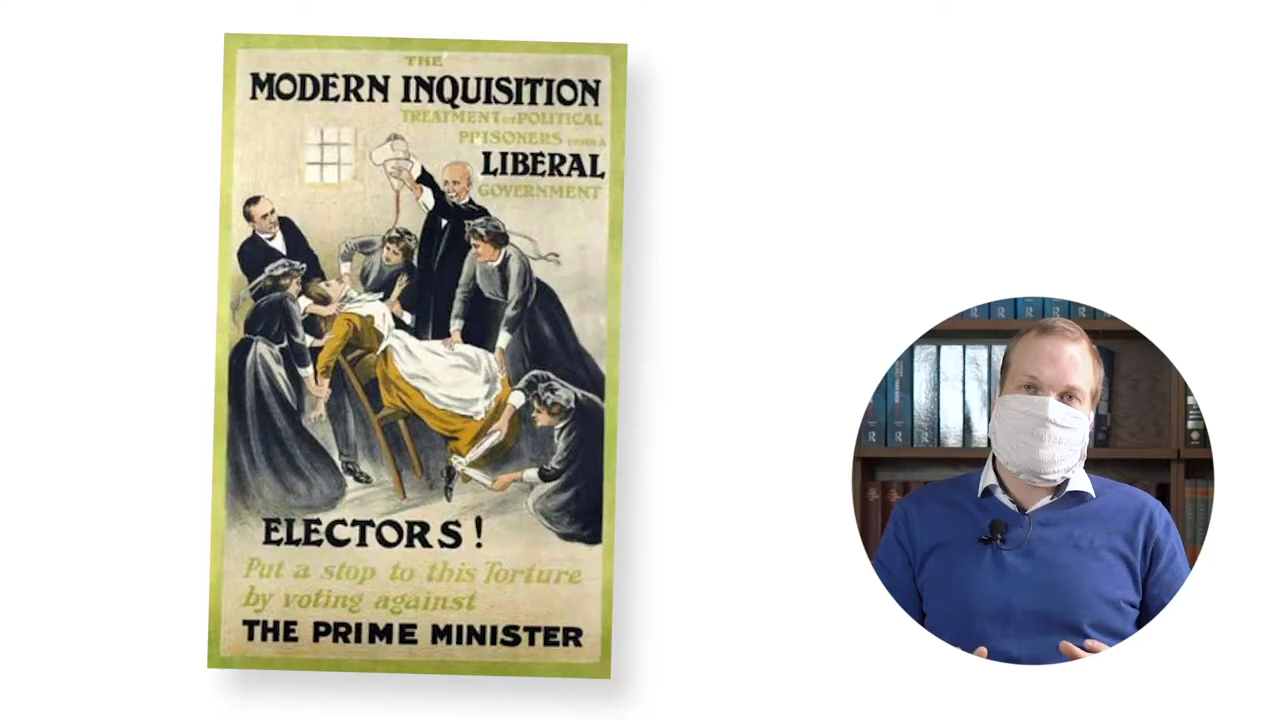 THE
MODERN INQUISITION
TREATMENT OF POLITICAL
PRISONERS UNDER A
LIBERAL
GOVERNMENT
ELECTORS!
Put a stop to this Torture
by voting against
THE PRIME MINISTER
R R R R R
R R